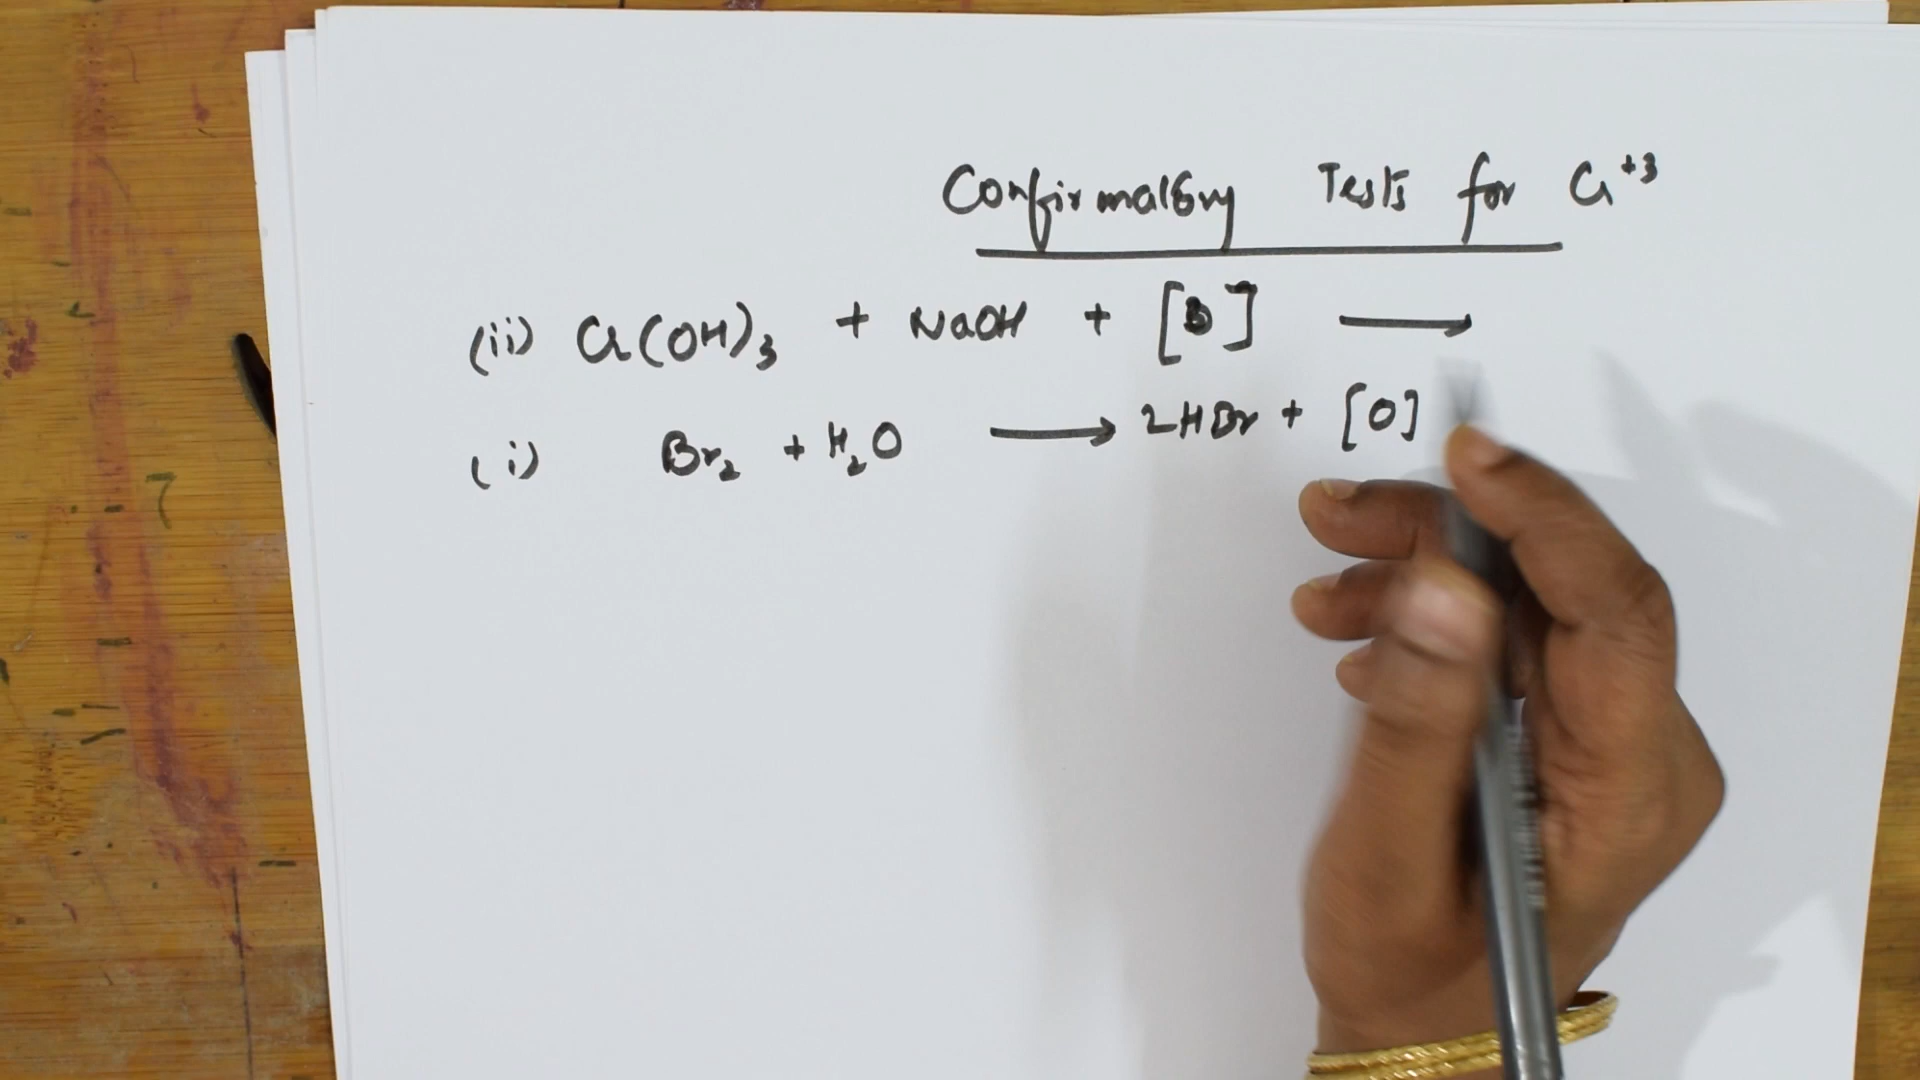 Confirmatory Tests for Cr⁺³
(ii) Cr(OH)₃ + NaOH + [O] ⟶
(i) Br₂ + H₂O ⟶ 2HBr + [O]